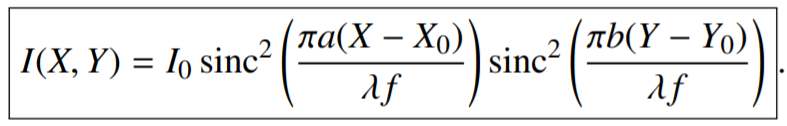 I(X, Y) = I₀ sinc² (πa(X − X₀) / λf) sinc² (πb(Y − Y₀) / λf).